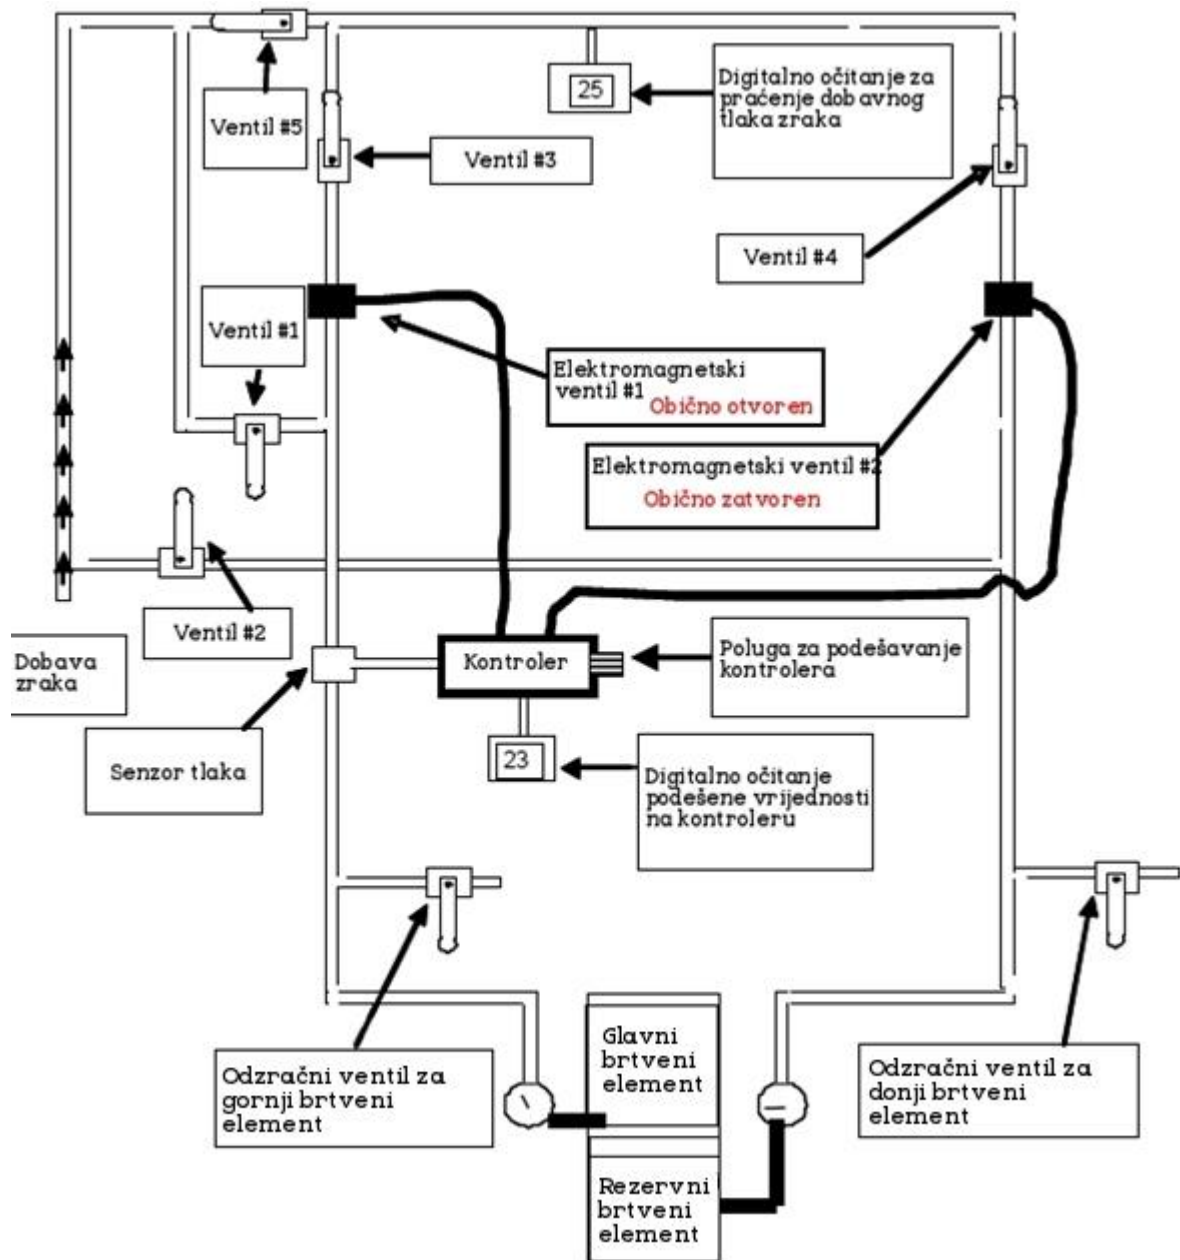 Ventil #5
25
Digitalno očitanje za
praćenje dobavnog
tlaka zraka
Ventil #3
Ventil #4
Ventil #1
Elektromagnetski
ventil #1
Obično otvoren
Elektromagnetski ventil #2
Obično zatvoren
Ventil #2
Dobava
zraka
Kontroler
Poluga za podešavanje
kontrolera
Senzor tlaka
23
Digitalno očitanje
podešene vrijednosti
na kontroleru
Odzračni ventil za
gornji brtveni
element
Glavni
brtveni
element
Odzračni ventil za
donji brtveni
element
Rezervni
brtveni
element